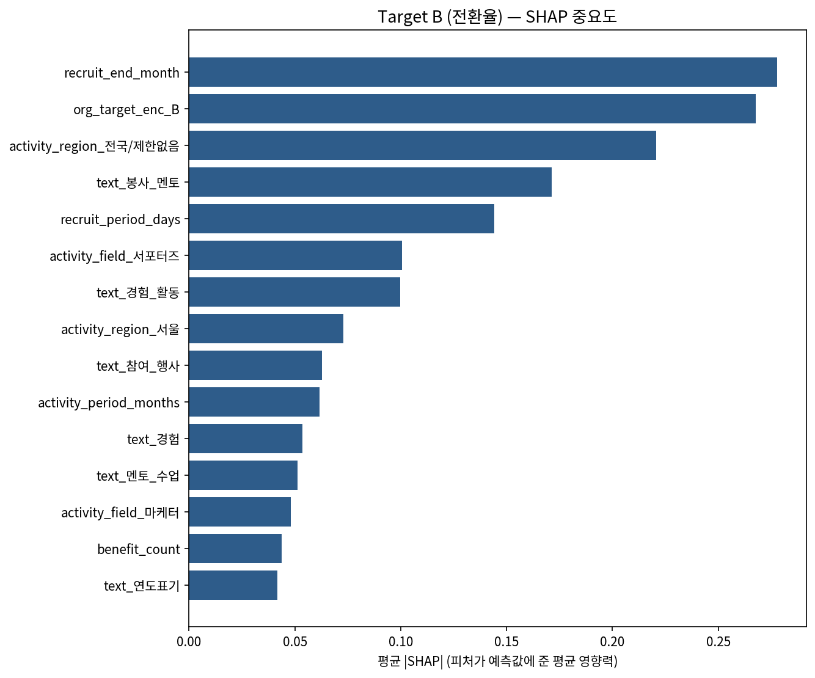 Target B (전환율) — SHAP 중요도
recruit_end_month
org_target_enc_B
activity_region_전국/제한없음
text_봉사_멘토
recruit_period_days
activity_field_서포터즈
text_경험_활동
activity_region_서울
text_참여_행사
activity_period_months
text_경험
text_멘토_수업
activity_field_마케터
benefit_count
text_연도표기
0.00 0.05 0.10 0.15 0.20 0.25
평균 |SHAP| (피처가 예측값에 준 평균 영향력)